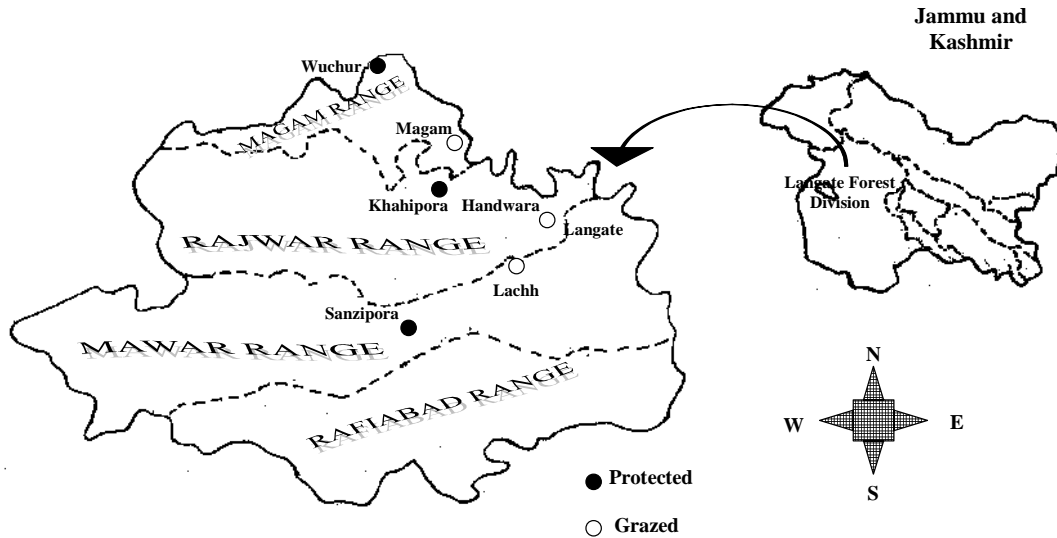 Jammu and
Kashmir
Wuchur
MAGAM RANGE
Magam
Khahipora
Handwara
Langate
RAJWAR RANGE
Lachh
Sanzipora
MAWAR RANGE
RAFIABAD RANGE
Langate Forest
Division
N
W
E
S
Protected
Grazed